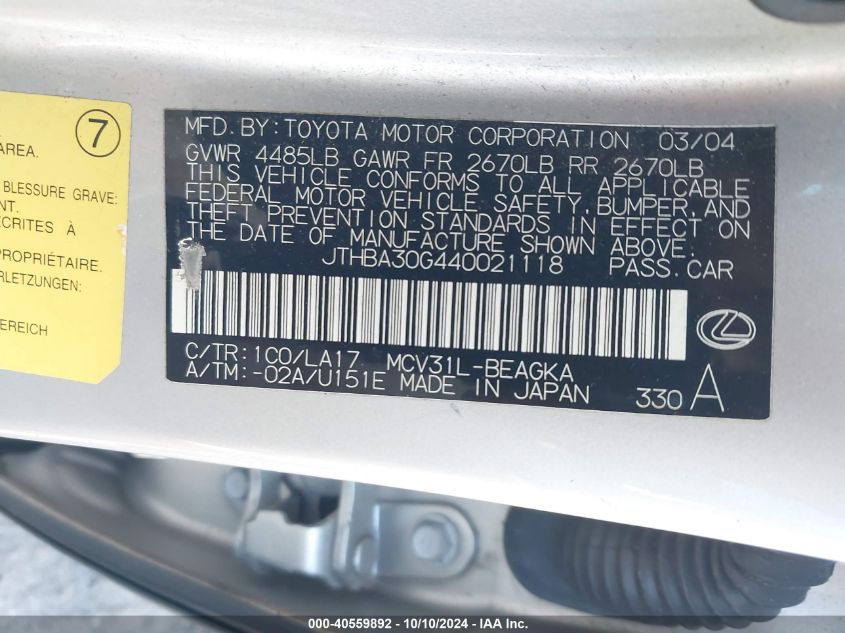 7
AREA.
BLESSURE GRAVE:
NT.
ÉCRITES À
PROPRIÉTAIRE.
RLETZUNGEN:
EREICH
MFD. BY: TOYOTA MOTOR CORPORATION 03/04
GVWR 4485LB GAWR FR 2670LB RR 2670LB
THIS VEHICLE CONFORMS TO ALL APPLICABLE
FEDERAL MOTOR VEHICLE SAFETY, BUMPER, AND
THEFT PREVENTION STANDARDS IN EFFECT ON
THE DATE OF MANUFACTURE SHOWN ABOVE.
JTHBA30G440021118 PASS. CAR
C/TR: 1C0/LA17 MCV31L-BEAGKA
A/TM: -02A/U151E MADE IN JAPAN
330 A
000-40559892 - 10/10/2024 - IAA Inc.